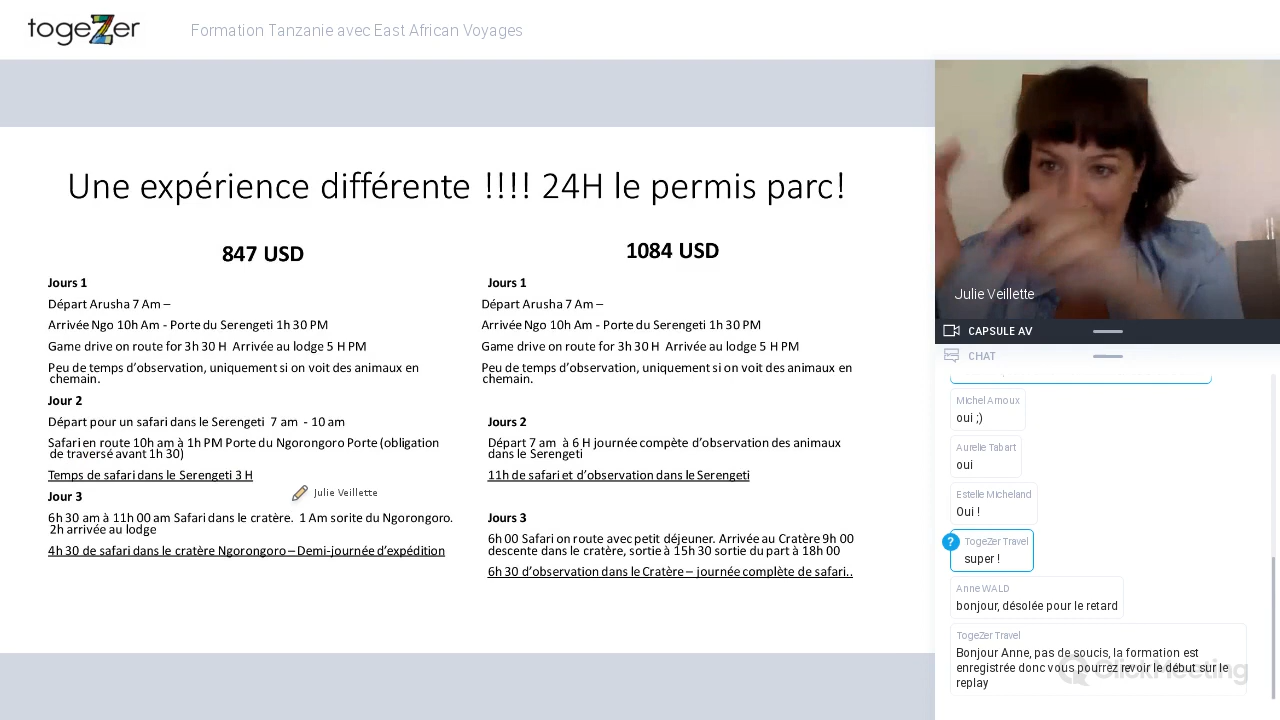 togeZer
Formation Tanzanie avec East African Voyages
Une expérience différente !!!! 24H le permis parc!
847 USD
Jours 1
Départ Arusha 7 Am –
Arrivée Ngo 10h Am - Porte du Serengeti 1h 30 PM
Game drive on route for 3h 30 H Arrivée au lodge 5 H PM
Peu de temps d'observation, uniquement si on voit des animaux en
chemain.
Jour 2
Départ pour un safari dans le Serengeti 7 am - 10 am
Safari en route 10h am à 1h PM Porte du Ngorongoro Porte (obligation
de traversé avant 1h 30)
Temps de safari dans le Serengeti 3 H
Jour 3
6h 30 am à 11h 00 am Safari dans le cratère. 1 Am sorite du Ngorongoro.
2h arrivée au lodge
4h 30 de safari dans le cratère Ngorongoro – Demi-journée d'expédition
Julie Veillette
1084 USD
Jours 1
Départ Arusha 7 Am –
Arrivée Ngo 10h Am - Porte du Serengeti 1h 30 PM
Game drive on route for 3h 30 H Arrivée au lodge 5 H PM
Peu de temps d'observation, uniquement si on voit des animaux en
chemain.
Jours 2
Départ 7 am à 6 H journée compète d'observation des animaux
dans le Serengeti
11h de safari et d'observation dans le Serengeti
Jours 3
6h 00 Safari on route avec petit déjeuner. Arrivée au Cratère 9h 00
descente dans le cratère, sortie à 15h 30 sortie du part à 18h 00
6h 30 d'observation dans le Cratère – journée complète de safari..
Julie Veillette
CAPSULE AV
CHAT
Michel Arnoux
oui ;)
Aurelie Tabart
oui
Estelle Micheland
Oui !
?
TogeZer Travel
super !
Anne WALD
bonjour, désolée pour le retard
TogeZer Travel
Bonjour Anne, pas de soucis, la formation est
enregistrée donc vous pourrez revoir le début sur le
replay
ClickMeeting